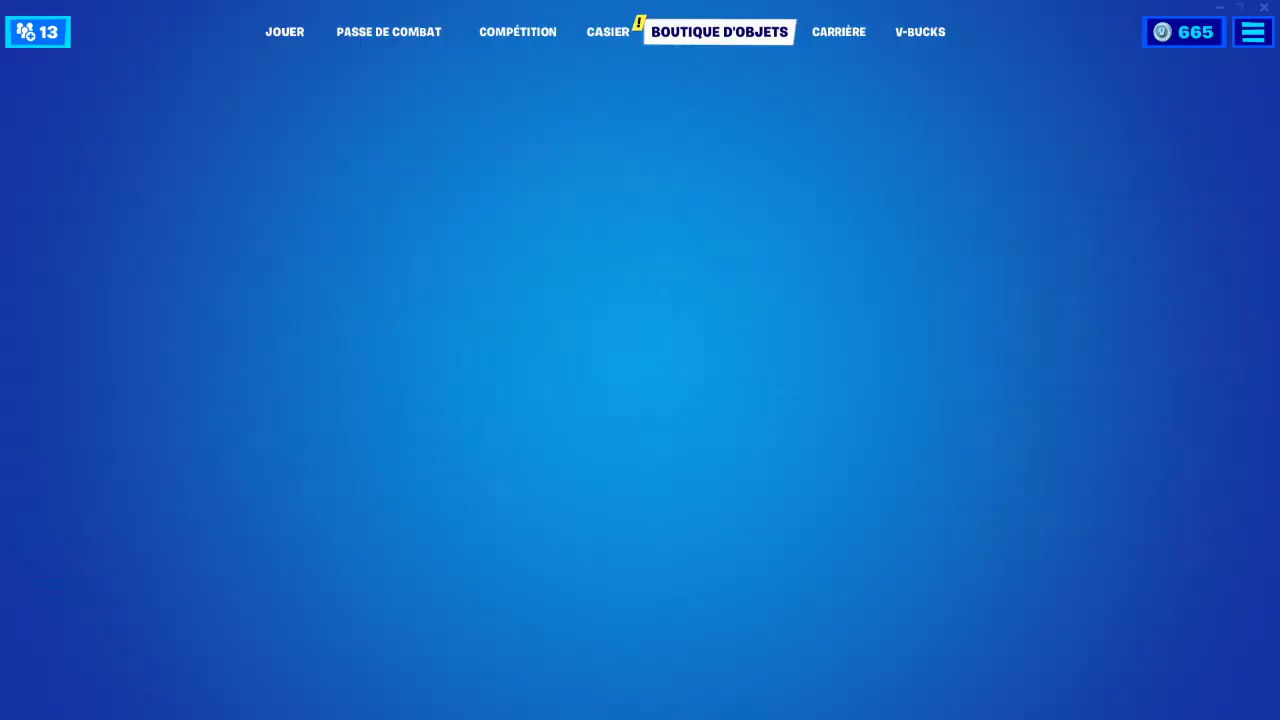 13 JOUER PASSE DE COMBAT COMPÉTITION CASIER ! BOUTIQUE D'OBJETS CARRIÈRE V-BUCKS 665